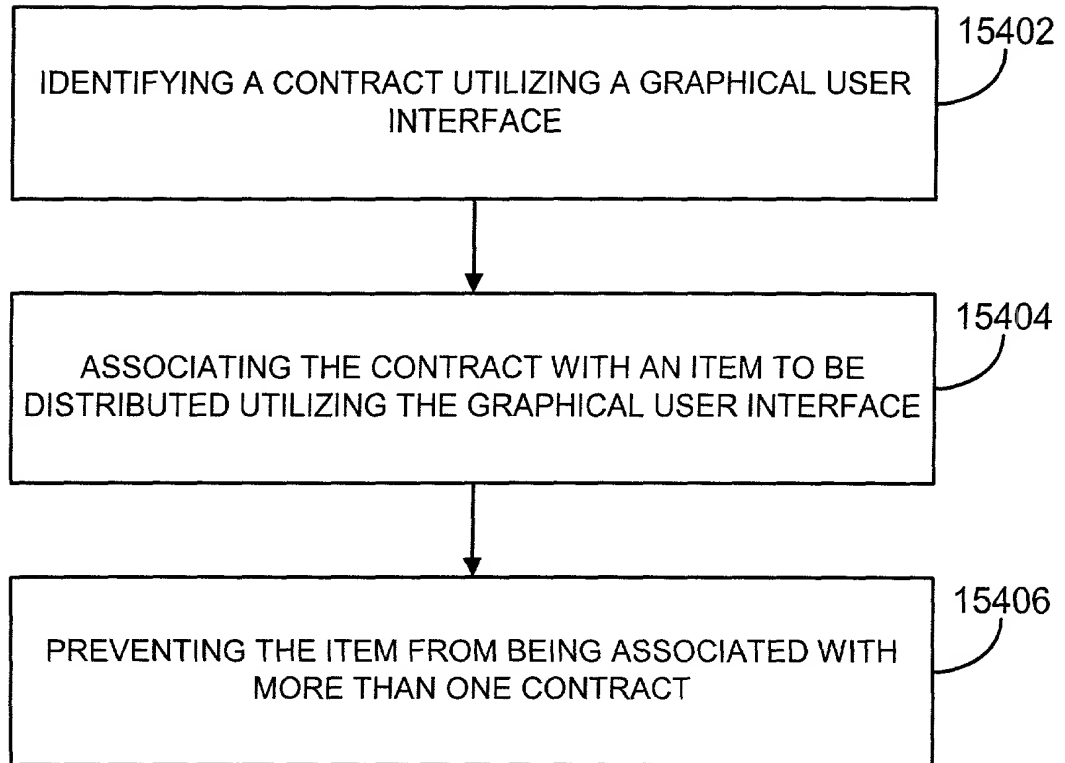 15402
IDENTIFYING A CONTRACT UTILIZING A GRAPHICAL USER
INTERFACE
15404
ASSOCIATING THE CONTRACT WITH AN ITEM TO BE
DISTRIBUTED UTILIZING THE GRAPHICAL USER INTERFACE
15406
PREVENTING THE ITEM FROM BEING ASSOCIATED WITH
MORE THAN ONE CONTRACT